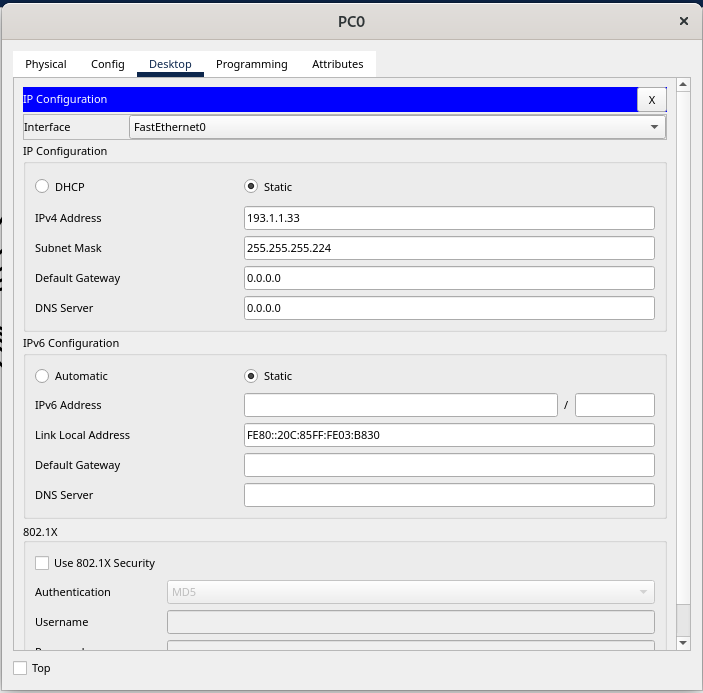 PC0
Physical Config Desktop Programming Attributes
IP Configuration X
Interface FastEthernet0
IP Configuration
DHCP Static
IPv4 Address 193.1.1.33
Subnet Mask 255.255.255.224
Default Gateway 0.0.0.0
DNS Server 0.0.0.0
IPv6 Configuration
Automatic Static
IPv6 Address /
Link Local Address FE80::20C:85FF:FE03:B830
Default Gateway
DNS Server
802.1X
Use 802.1X Security
Authentication MD5
Username
Top